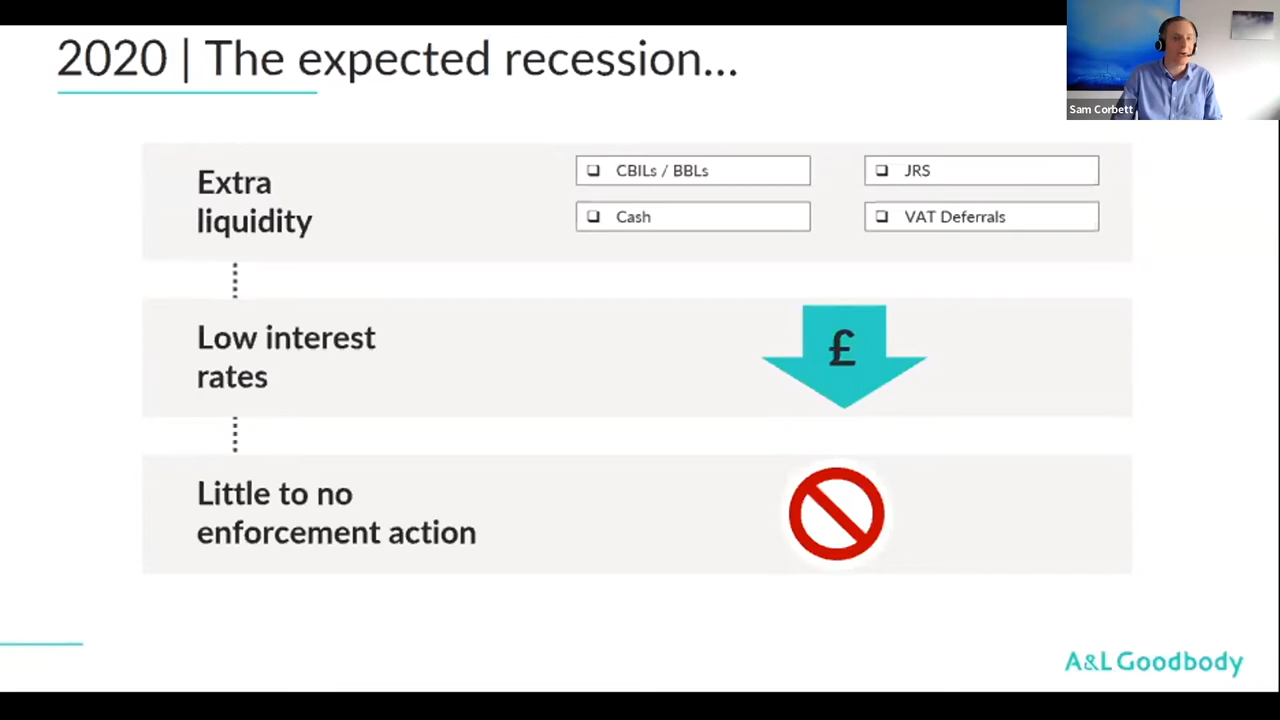 2020 | The expected recession...
Sam Corbett
Extra
liquidity
❑ CBILs / BBLs
❑ JRS
❑ Cash
❑ VAT Deferrals
Low interest
rates
£
Little to no
enforcement action
A&L Goodbody